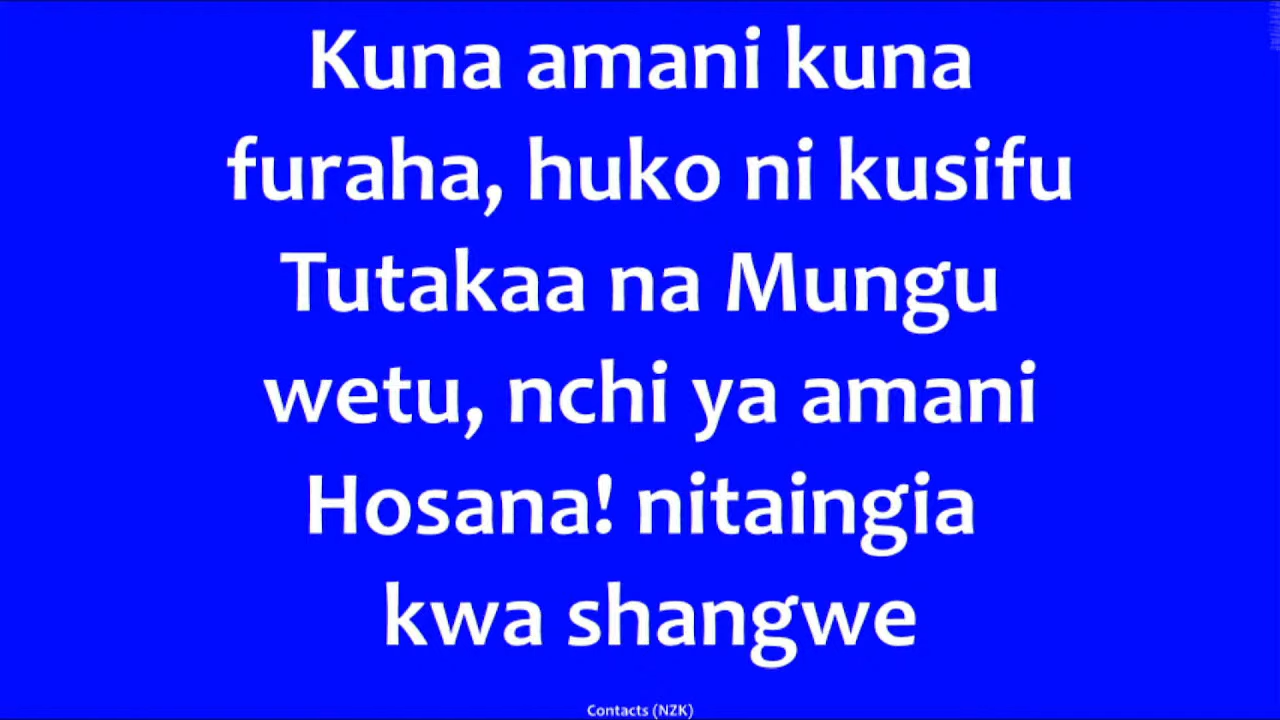 Kuna amani kuna
furaha, huko ni kusifu
Tutakaa na Mungu
wetu, nchi ya amani
Hosana! nitaingia
kwa shangwe
Contacts (NZK)